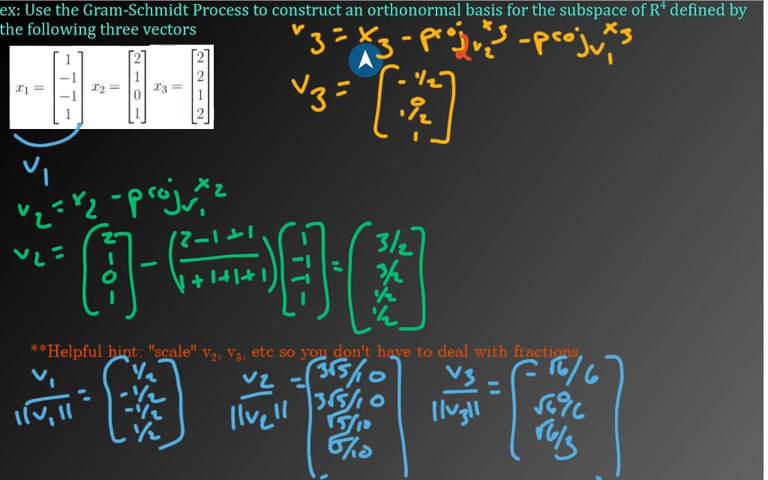 ex: Use the Gram-Schmidt Process to construct an orthonormal basis for the subspace of R⁴ defined by
the following three vectors
x₁ = [1 −1 −1 1] x₂ = [2 1 0 1] x₃ = [2 2 1 2]
v₁
v₃ = x₃ - proj v₂ x₃ - proj v₁ x₃
v₃ = [-1/2 0 1/2 1]
v₂ = x₂ - proj v₁ x₂
v₂ = [2 1 0 1] - (2-1+1 / 1+1+1+1) [1 -1 -1 1] = [3/2 3/2 1/2 1/2]
**Helpful hint: "scale" v₂, v₃, etc so you don't have to deal with fractions.
v₁/||v₁|| = [1/2 -1/2 -1/2 1/2] v₂/||v₂|| = [3√5/10 3√5/10 √5/10 √5/10] v₃/||v₃|| = [-√6/6 0 √6/6 √6/3]